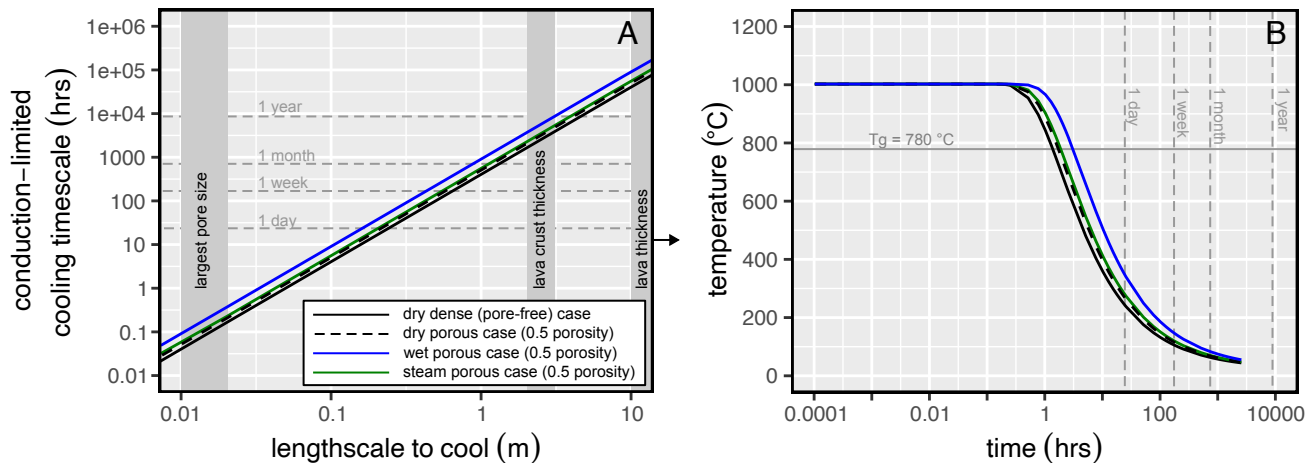 A
1e+06
1e+05
1e+04
1000
100
10
1
0.1
0.01
conduction−limited
cooling timescale (hrs)
1 year
1 month
1 week
1 day
largest pore size
lava crust thickness
lava thickness
dry dense (pore−free) case
dry porous case (0.5 porosity)
wet porous case (0.5 porosity)
steam porous case (0.5 porosity)
0.01
0.1
1
10
lengthscale to cool (m)
B
1200
1000
800
600
400
200
0
temperature (°C)
Tg = 780 °C
1 day
1 week
1 month
1 year
0.0001
0.01
1
100
10000
time (hrs)